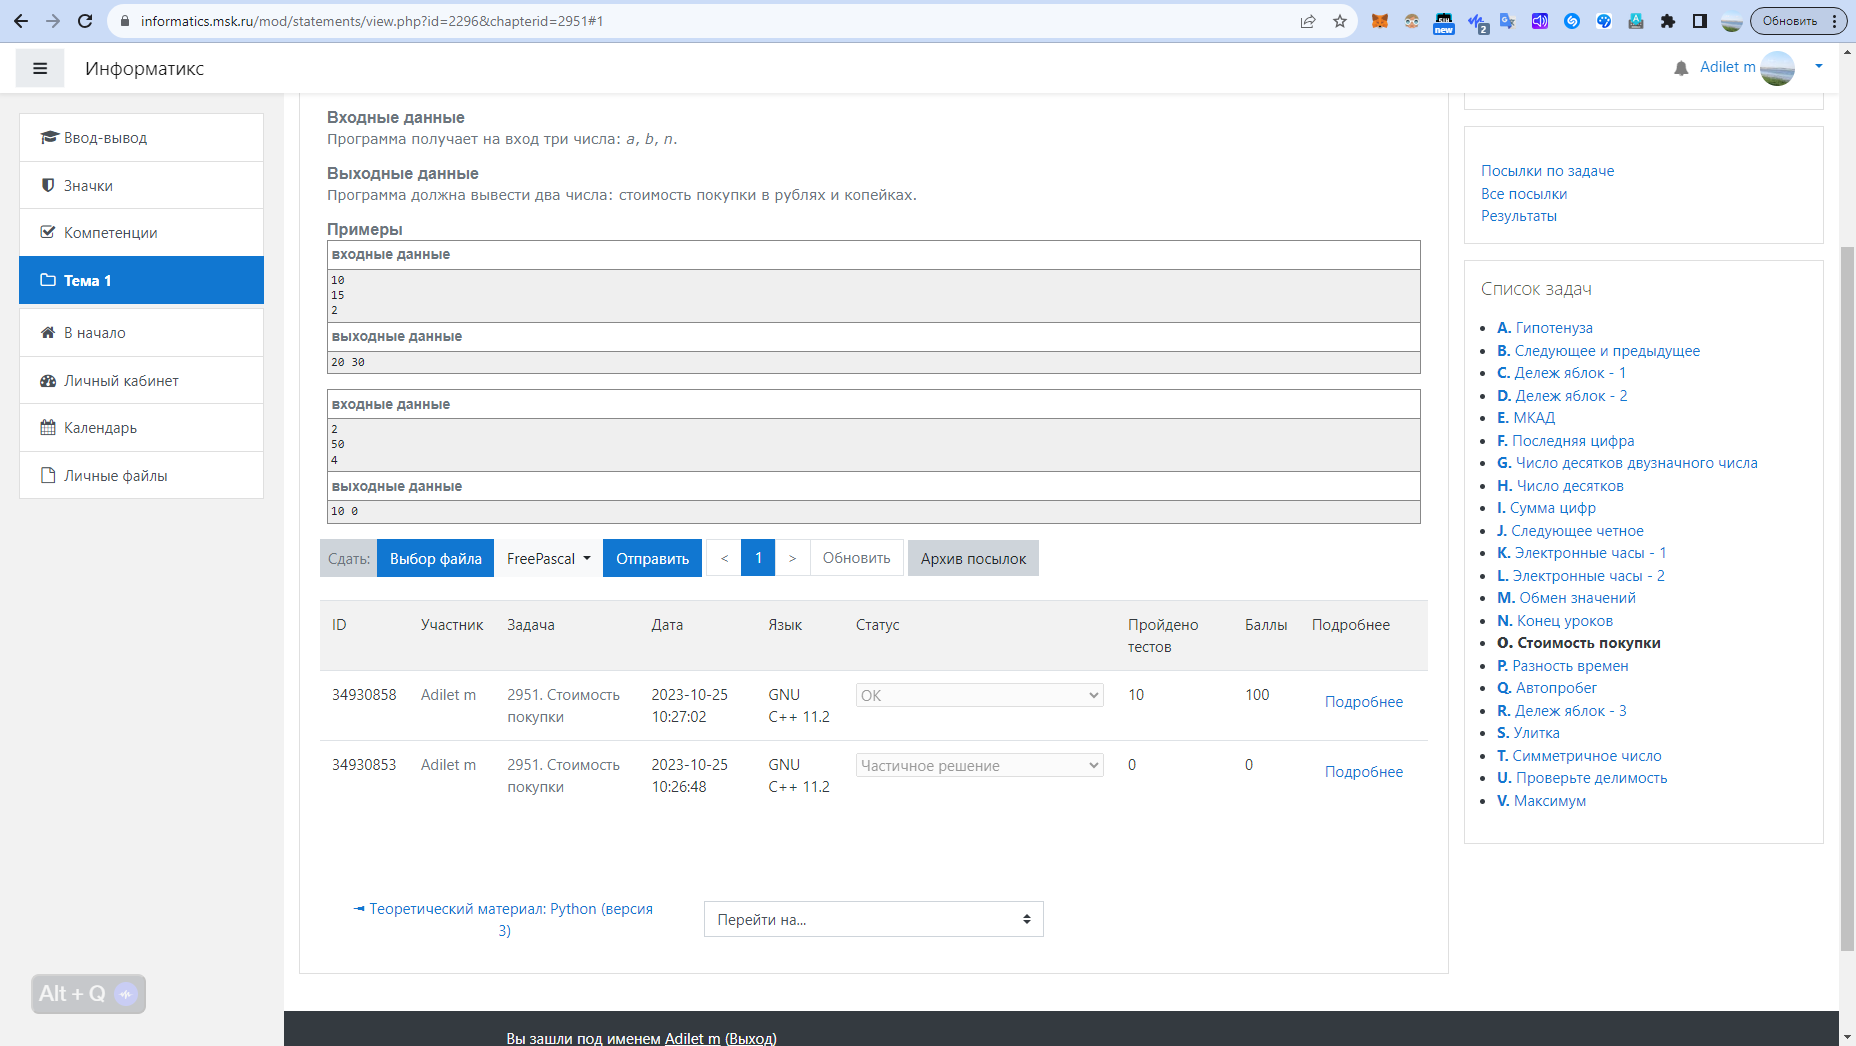 informatics.msk.ru/mod/statements/view.php?id=2296&chapterid=2951#1
new
2
Обновить
Информатикс
Adilet m
Ввод-вывод
Значки
Компетенции
Тема 1
В начало
Личный кабинет
Календарь
Личные файлы
Входные данные
Программа получает на вход три числа: a, b, n.
Выходные данные
Программа должна вывести два числа: стоимость покупки в рублях и копейках.
Примеры
входные данные
10
15
2
выходные данные
20 30
входные данные
2
50
4
выходные данные
10 0
Сдать: Выбор файла FreePascal Отправить < 1 > Обновить Архив посылок
ID Участник Задача Дата Язык Статус Пройдено тестов Баллы Подробнее
34930858 Adilet m 2951. Стоимость покупки 2023-10-25 10:27:02 GNU C++ 11.2 OK 10 100 Подробнее
34930853 Adilet m 2951. Стоимость покупки 2023-10-25 10:26:48 GNU C++ 11.2 Частичное решение 0 0 Подробнее
Теоретический материал: Python (версия
3)
Перейти на...
Посылки по задаче
Все посылки
Результаты
Список задач
A. Гипотенуза
B. Следующее и предыдущее
C. Дележ яблок - 1
D. Дележ яблок - 2
E. МКАД
F. Последняя цифра
G. Число десятков двузначного числа
H. Число десятков
I. Сумма цифр
J. Следующее четное
K. Электронные часы - 1
L. Электронные часы - 2
M. Обмен значений
N. Конец уроков
O. Стоимость покупки
P. Разность времен
Q. Автопробег
R. Дележ яблок - 3
S. Улитка
T. Симметричное число
U. Проверьте делимость
V. Максимум
Alt + Q
Вы зашли под именем Adilet m (Выход)